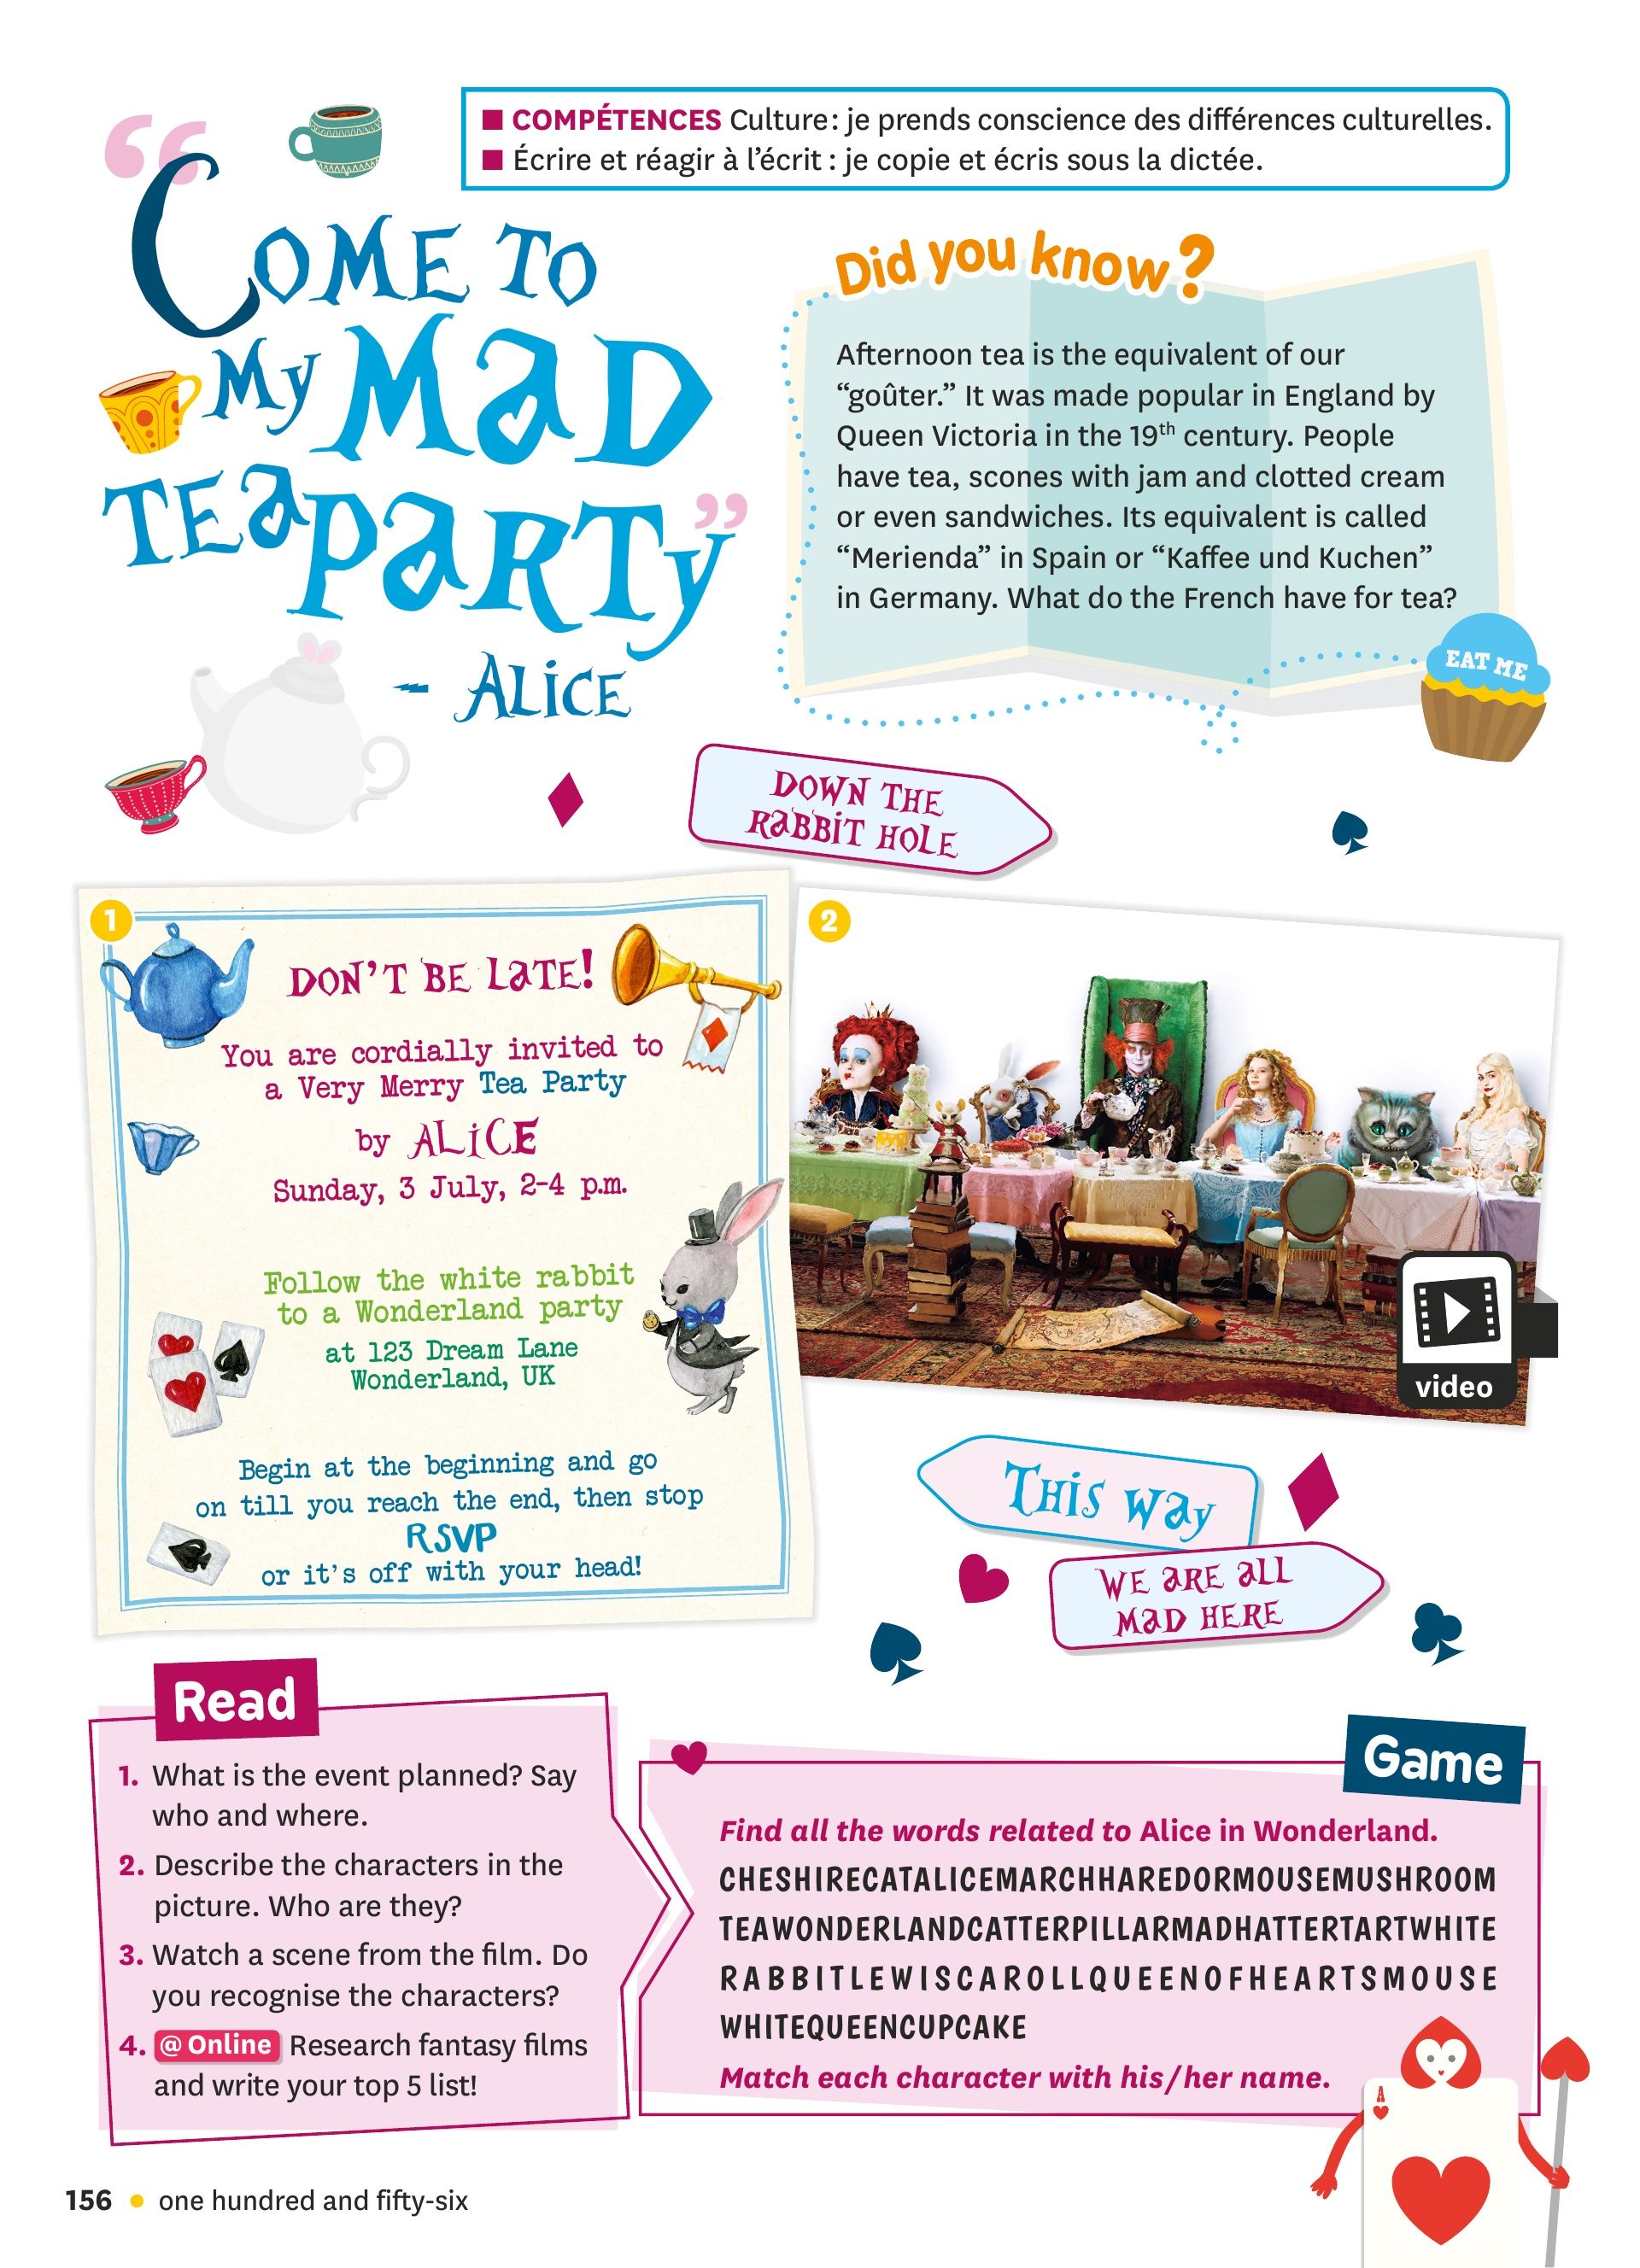 ■ COMPÉTENCES Culture : je prends conscience des différences culturelles.
■ Écrire et réagir à l’écrit : je copie et écris sous la dictée.
“COME TO
My MaD
TEaPaRTy”
- ALiCE
Did you know?
Afternoon tea is the equivalent of our
“goûter.” It was made popular in England by
Queen Victoria in the 19th century. People
have tea, scones with jam and clotted cream
or even sandwiches. Its equivalent is called
“Merienda” in Spain or “Kaffee und Kuchen”
in Germany. What do the French have for tea?
EAT ME
DOWN THE
RaBBiT HOLE
1
DON’T BE LaTE!
You are cordially invited to
a Very Merry Tea Party
by ALiCE
Sunday, 3 July, 2-4 p.m.
Follow the white rabbit
to a Wonderland party
at 123 Dream Lane
Wonderland, UK
Begin at the beginning and go
on till you reach the end, then stop
RSVP
or it’s off with your head!
2
video
THiS Way
WE aRE aLL
MaD HERE
Read
1. What is the event planned? Say
who and where.
2. Describe the characters in the
picture. Who are they?
3. Watch a scene from the film. Do
you recognise the characters?
4. @ Online Research fantasy films
and write your top 5 list!
Game
Find all the words related to Alice in Wonderland.
CHESHIRECATALICEMARCHHAREDORMOUSEMUSHROOM
TEAWONDERLANDCATTERPILLARMADHATTERTARTWHITE
RABBITLEWISCAROLLQUEENOFHEARTSMOUSE
WHITEQUEENCUPCAKE
Match each character with his/her name.
A
156 • one hundred and fifty-six